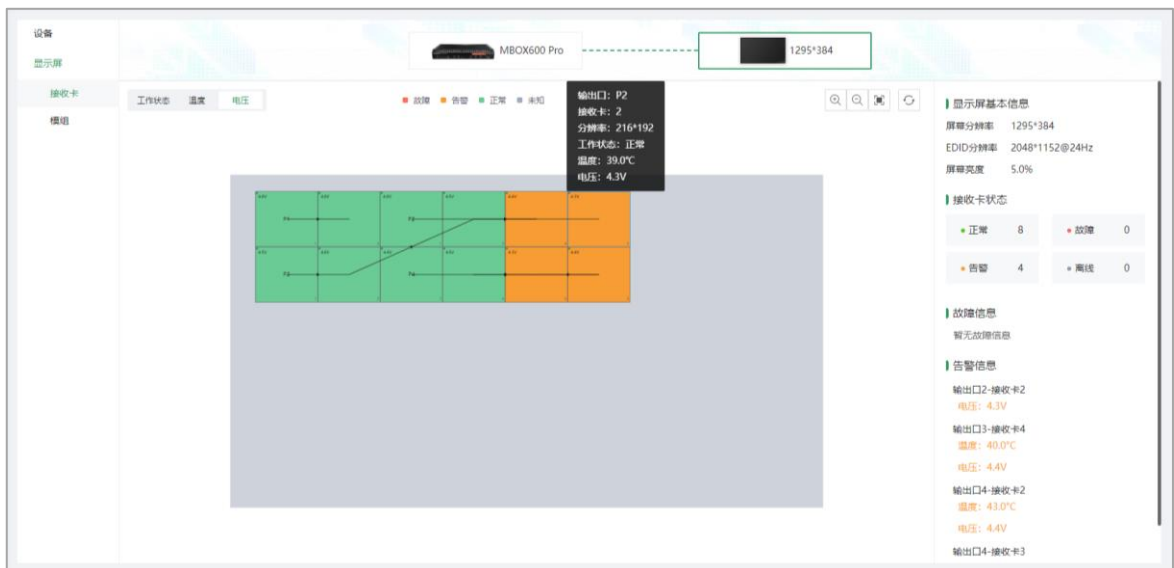 设备
显示屏
接收卡
模组
MBOX600 Pro
1295*384
工作状态 温度 电压
故障 告警 正常 未知
输出口：P2
接收卡：2
分辨率：216*192
工作状态：正常
温度：39.0℃
电压：4.3V
P1
P2
P3
P4
显示屏基本信息
屏幕分辨率 1295*384
EDID分辨率 2048*1152@24Hz
屏幕亮度 5.0%
接收卡状态
正常 8 故障 0
告警 4 离线 0
故障信息
暂无故障信息
告警信息
输出口2-接收卡2
电压：4.3V
输出口3-接收卡4
温度：40.0℃
电压：4.4V
输出口4-接收卡2
温度：43.0℃
电压：4.4V
输出口4-接收卡3